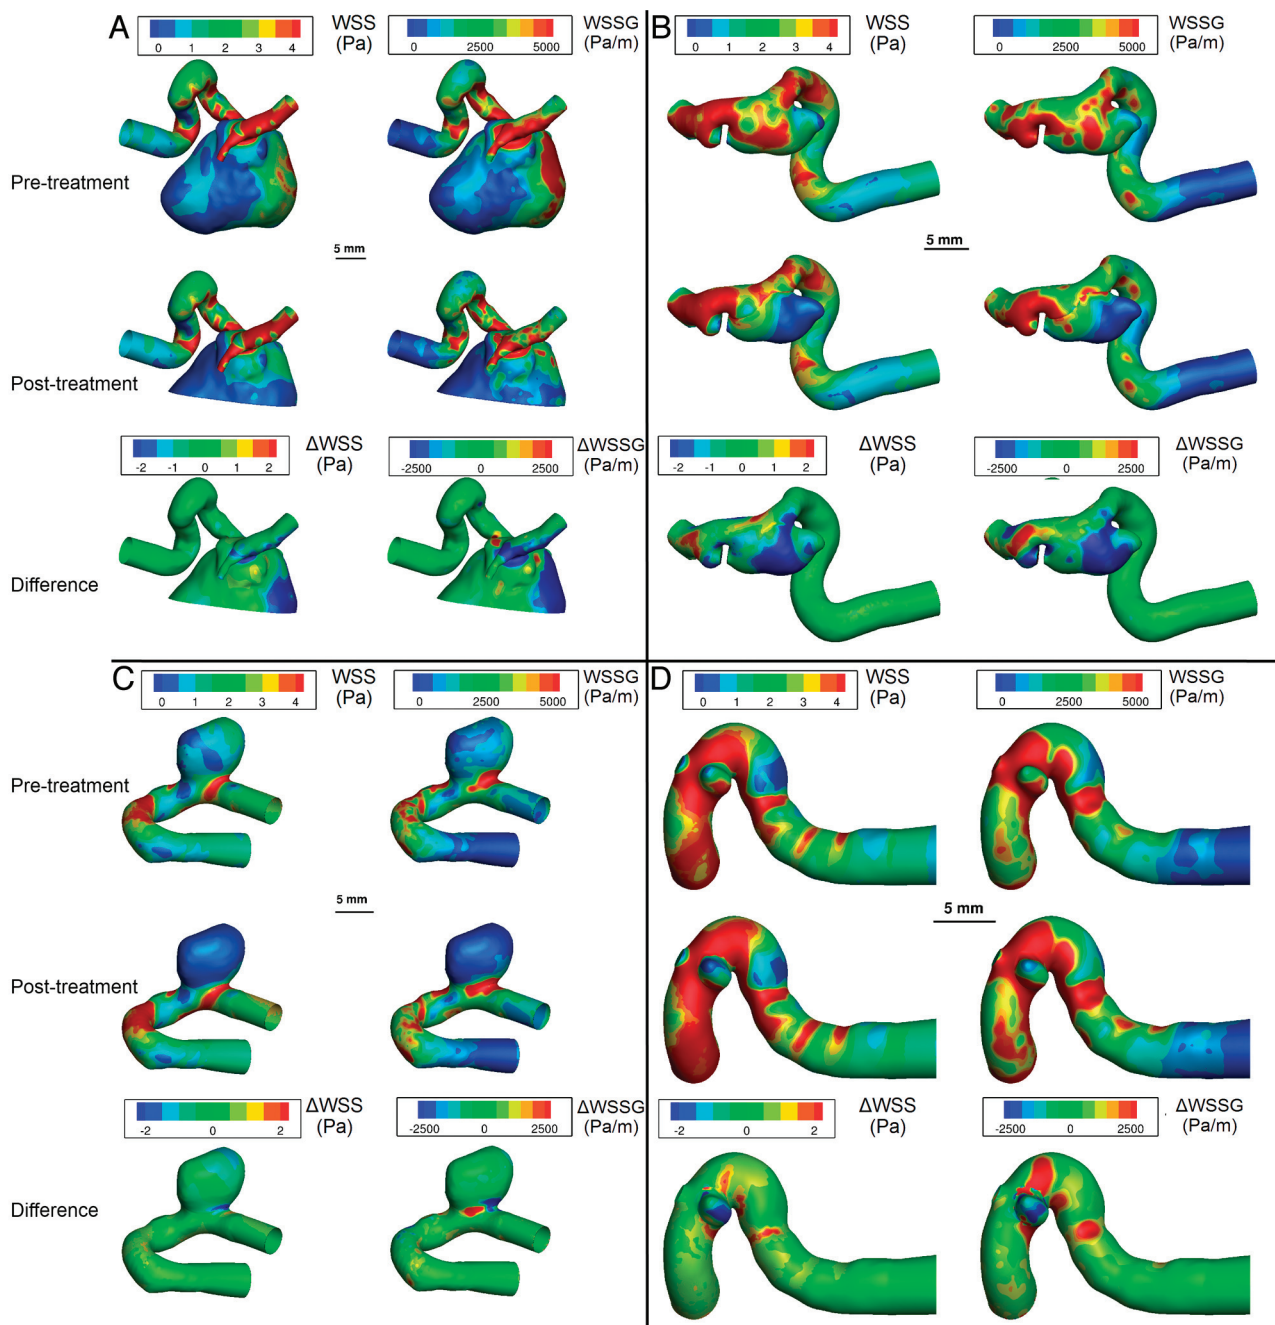 A
WSS
(Pa)
0 1 2 3 4
WSSG
(Pa/m)
0 2500 5000
Pre-treatment
5 mm
Post-treatment
ΔWSS
(Pa)
-2 -1 0 1 2
ΔWSSG
(Pa/m)
-2500 0 2500
Difference
B
WSS
(Pa)
0 1 2 3 4
WSSG
(Pa/m)
0 2500 5000
5 mm
ΔWSS
(Pa)
-2 -1 0 1 2
ΔWSSG
(Pa/m)
-2500 0 2500
C
WSS
(Pa)
0 1 2 3 4
WSSG
(Pa/m)
0 2500 5000
Pre-treatment
5 mm
Post-treatment
ΔWSS
(Pa)
-2 0 2
ΔWSSG
(Pa/m)
-2500 0 2500
Difference
D
WSS
(Pa)
0 1 2 3 4
WSSG
(Pa/m)
0 2500 5000
5 mm
ΔWSS
(Pa)
-2 0 2
ΔWSSG
(Pa/m)
-2500 0 2500